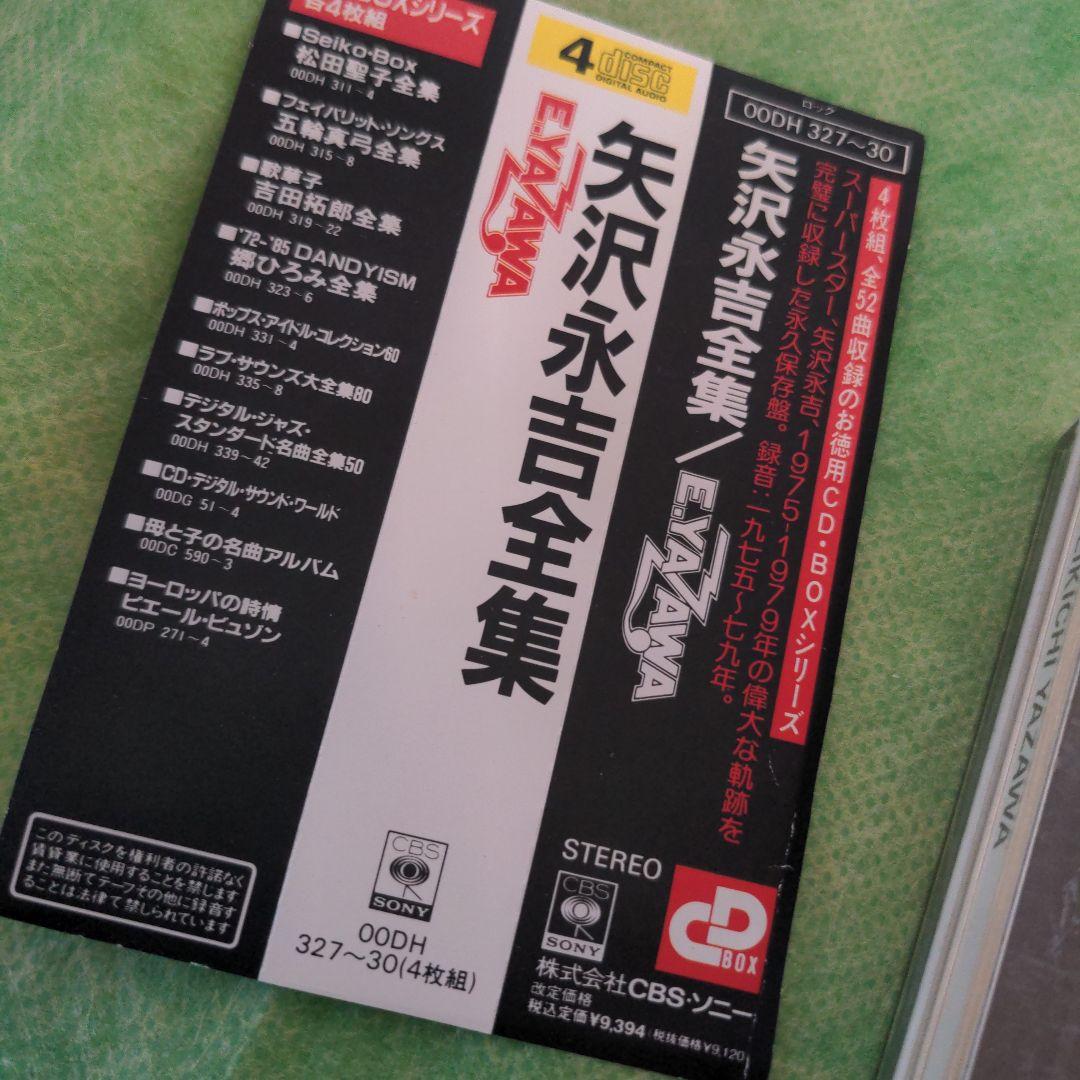 OXシリーズ
各4枚組
■Seiko・Box
松田聖子全集
00DH 311~4
■フェイバリット・ソングス
五輪真弓全集
00DH 315~8
■歌華子
吉田拓郎全集
00DH 319~22
■'72-'85 DANDYISM
郷ひろみ全集
00DH 323~6
■ポップス・アイドル・コレクション60
00DH 331~4
■ラブ・サウンズ大全集80
00DH 335~8
■デジタル・ジャズ・
スタンダード名曲全集50
00DH 339~42
■CD・デジタル・サウンド・ワールド
00DG 51~4
■母と子の名曲アルバム
00DC 590~3
■ヨーロッパの詩情
ピエール・ビュゾン
00DP 271~4
このディスクを権利者の許諾なく
賃貸業に使用することを禁じます
また無断でテープその他に録音す
ることは法律で禁じられています
4 COMPACT
disc
DIGITAL AUDIO
E.YAZAWA
矢沢永吉全集
CBS
SONY
00DH
327〜30(4枚組)
ロック
00DH 327〜30
矢沢永吉全集/E.YAZAWA
4枚組、全52曲収録のお徳用CD・BOXシリーズ
スーパースター、矢沢永吉、1975-1979年の偉大な軌跡を
完璧に収録した永久保存盤。録音:一九七五〜七九年。
STEREO
CBS
SONY
CD
BOX
株式会社CBS・ソニー
改定価格
税込定価¥9,394(税抜価格¥9,120
EIKICHI YAZAWA